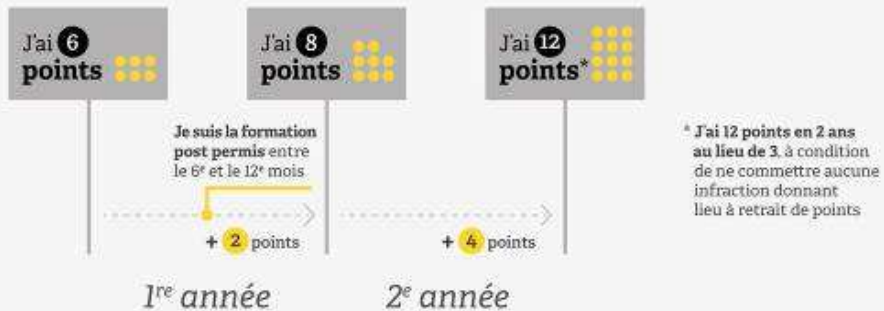 J'ai 6
points
J'ai 8
points
J'ai 12
points*
Je suis la formation
post permis entre
le 6e et le 12e mois
+ 2 points
+ 4 points
* J'ai 12 points en 2 ans
au lieu de 3, à condition
de ne commettre aucune
infraction donnant
lieu à retrait de points
1re année
2e année